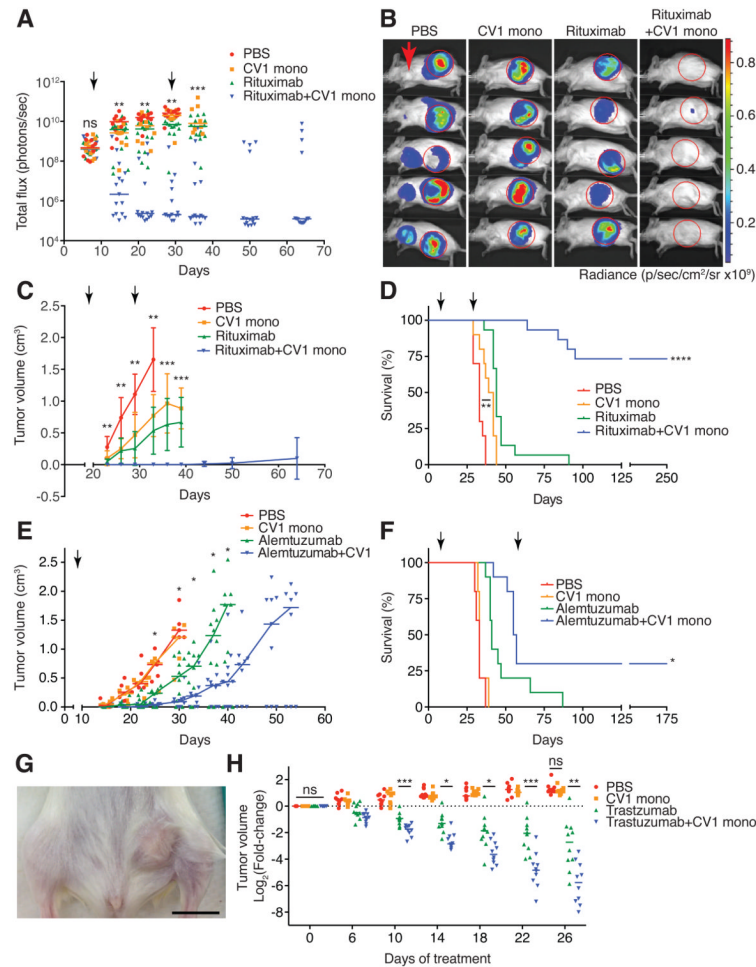 A
PBS
CV1 mono
Rituximab
Rituximab+CV1 mono
Total flux (photons/sec)
10¹²
10¹⁰
10⁸
10⁶
10⁴
ns
**
**
**
***
0 10 20 30 40 50 60 70
Days
B
PBS CV1 mono Rituximab Rituximab
+CV1 mono
0.8
0.6
0.4
0.2
Radiance (p/sec/cm²/sr x10⁹)
C
PBS
CV1 mono
Rituximab
Rituximab+CV1 mono
Tumor volume (cm³)
2.5
2.0
1.5
1.0
0.5
0.0
-0.5
**
**
**
**
***
***
0 20 30 40 50 60 70
Days
D
Survival (%)
100
75
50
25
0
****
**
PBS
CV1 mono
Rituximab
Rituximab+CV1 mono
0 25 50 75 100 125 125 250
Days
E
PBS
CV1 mono
Alemtuzumab
Alemtuzumab+CV1
Tumor volume (cm³)
2.5
2.0
1.5
1.0
0.5
0.0
* * * * *
0 10 20 30 40 50 60
Days
F
Survival (%)
100
75
50
25
0
PBS
CV1 mono
Alemtuzumab
Alemtuzumab+CV1 mono
*
0 25 50 75 100 125 125 175
Days
G
H
Tumor volume
Log₂(Fold-change)
2
0
-2
-4
-6
-8
ns
***
*
*
***
ns
**
PBS
CV1 mono
Trastzumab
Trastuzumab+CV1 mono
0 6 10 14 18 22 26
Days of treatment